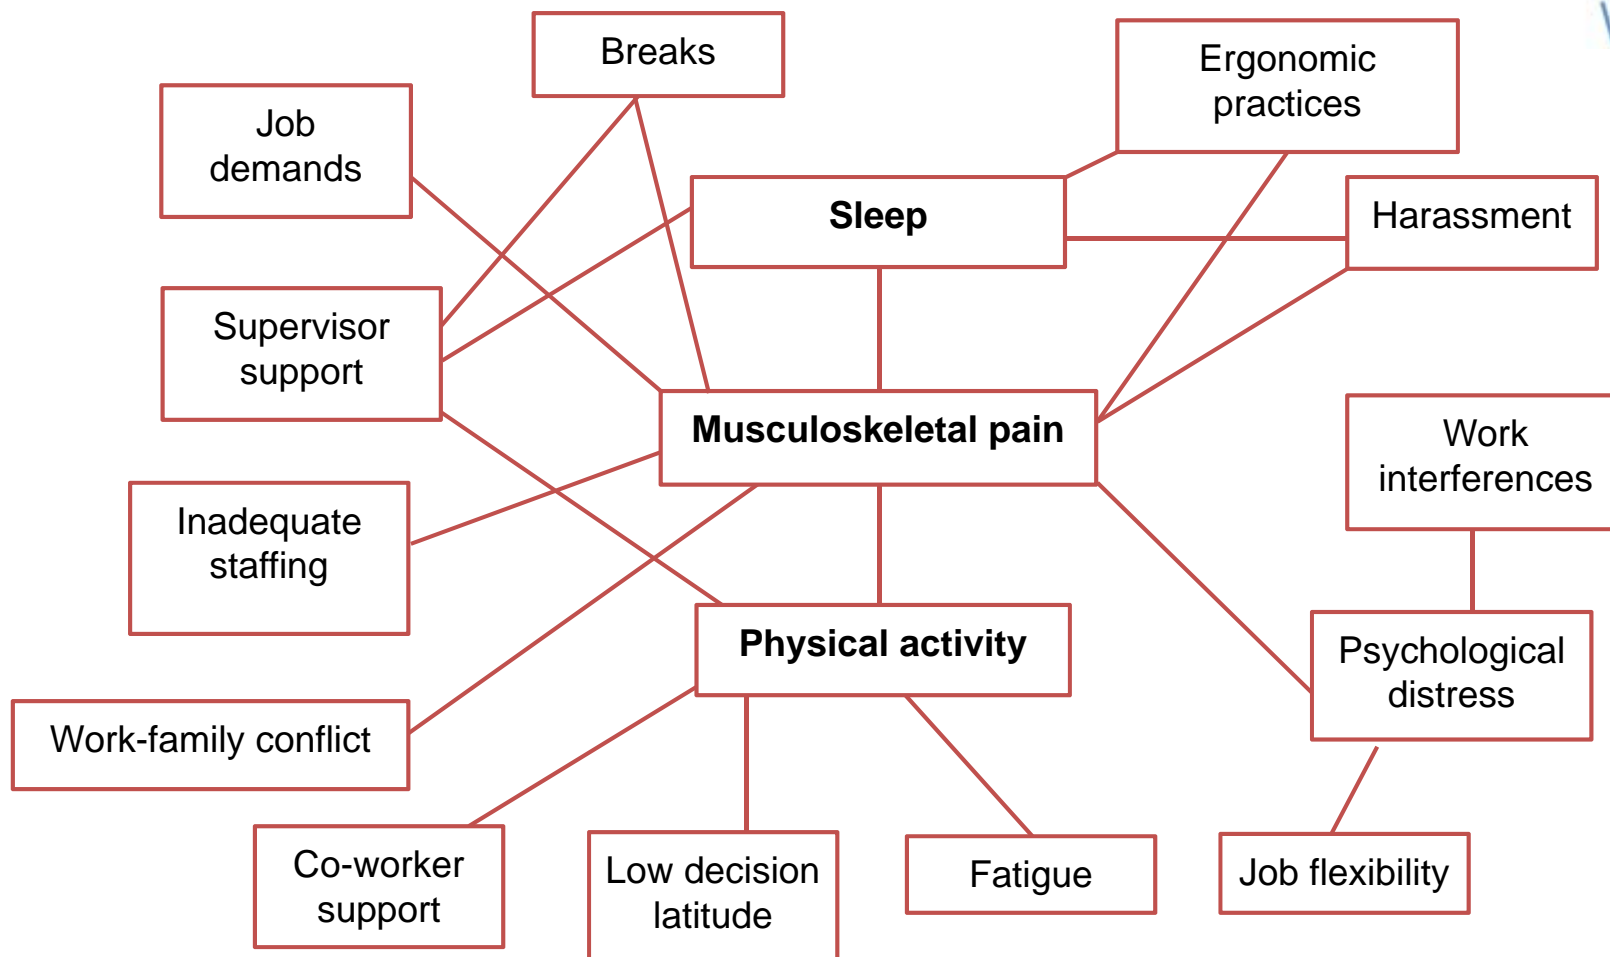 Breaks
Ergonomic
practices
Job
demands
Sleep
Harassment
Supervisor
support
Musculoskeletal pain
Work
interferences
Inadequate
staffing
Physical activity
Psychological
distress
Work-family conflict
Co-worker
support
Low decision
latitude
Fatigue
Job flexibility